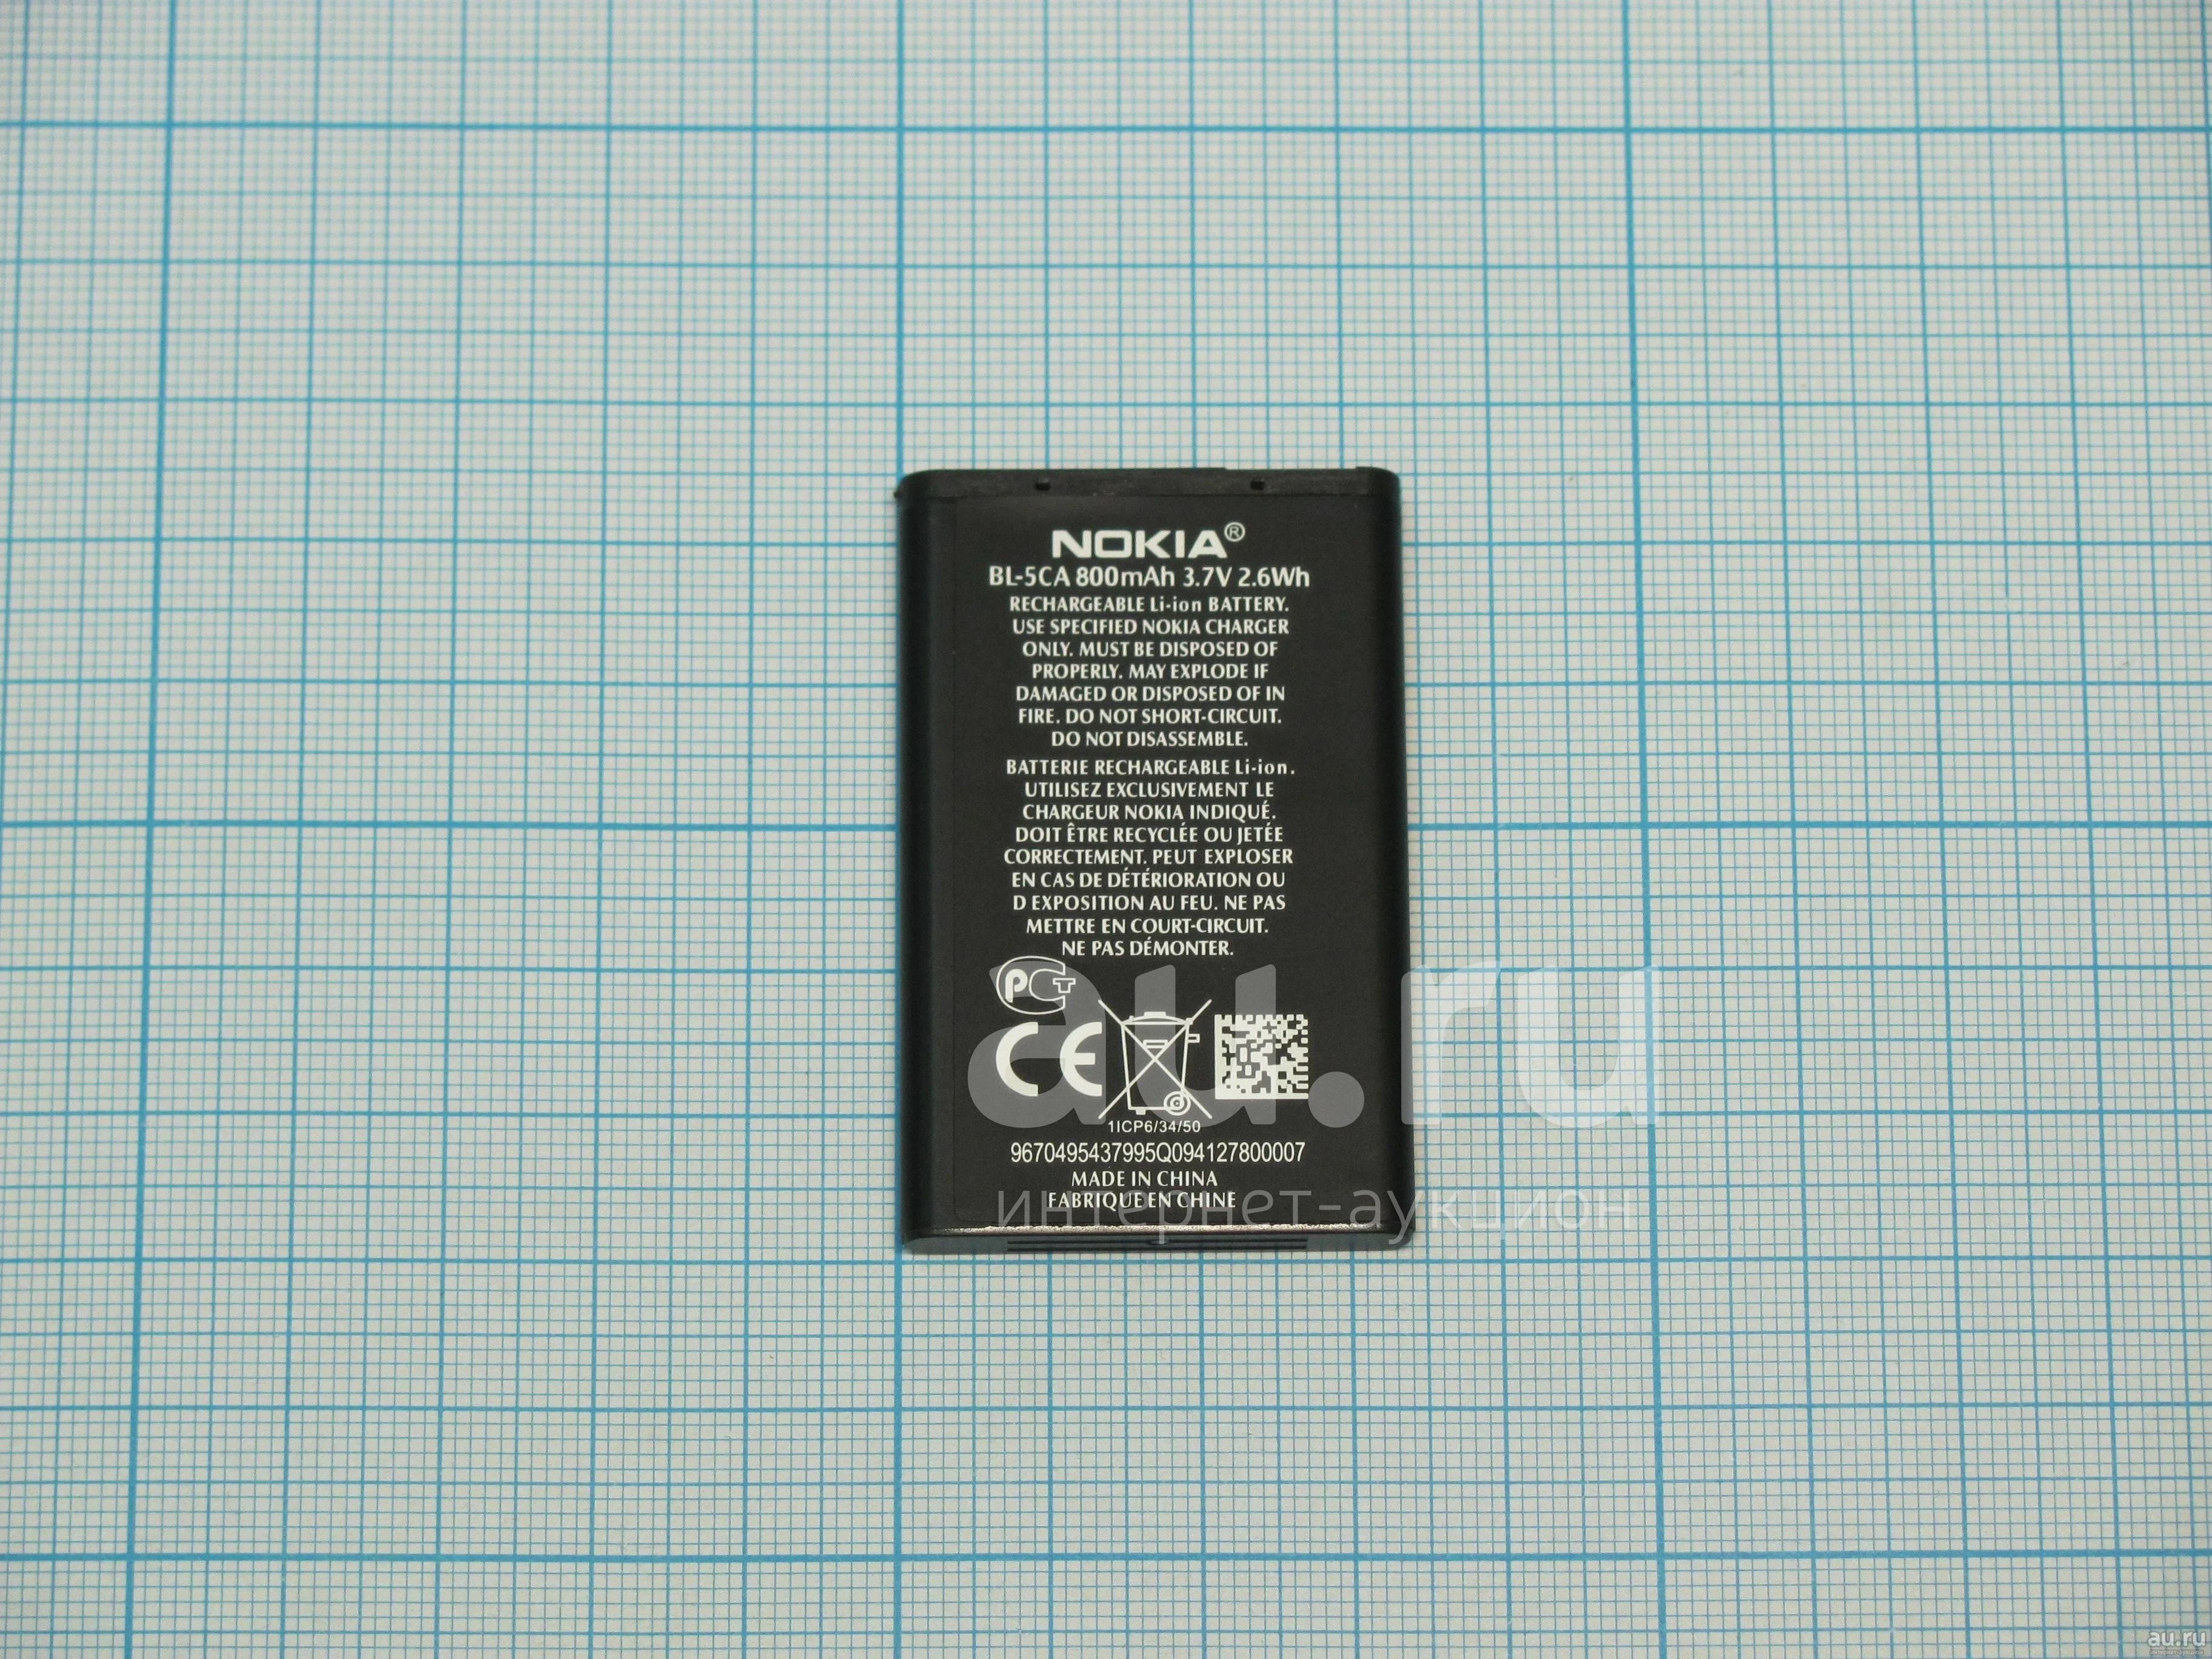 NOKIA®
BL-5CA 800mAh 3.7V 2.6Wh
RECHARGEABLE Li-ion BATTERY.
USE SPECIFIED NOKIA CHARGER
ONLY. MUST BE DISPOSED OF
PROPERLY. MAY EXPLODE IF
DAMAGED OR DISPOSED OF IN
FIRE. DO NOT SHORT-CIRCUIT.
DO NOT DISASSEMBLE.
BATTERIE RECHARGEABLE Li-ion.
UTILISEZ EXCLUSIVEMENT LE
CHARGEUR NOKIA INDIQUÉ.
DOIT ÊTRE RECYCLÉE OU JETÉE
CORRECTEMENT. PEUT EXPLOSER
EN CAS DE DÉTÉRIORATION OU
D EXPOSITION AU FEU. NE PAS
METTRE EN COURT-CIRCUIT.
NE PAS DÉMONTER.
РСТ
CE
au.ru
1ICP6/34/50
9670495437995Q094127800007
MADE IN CHINA
FABRIQUE EN CHINE
интернет-аукцион
au.ru